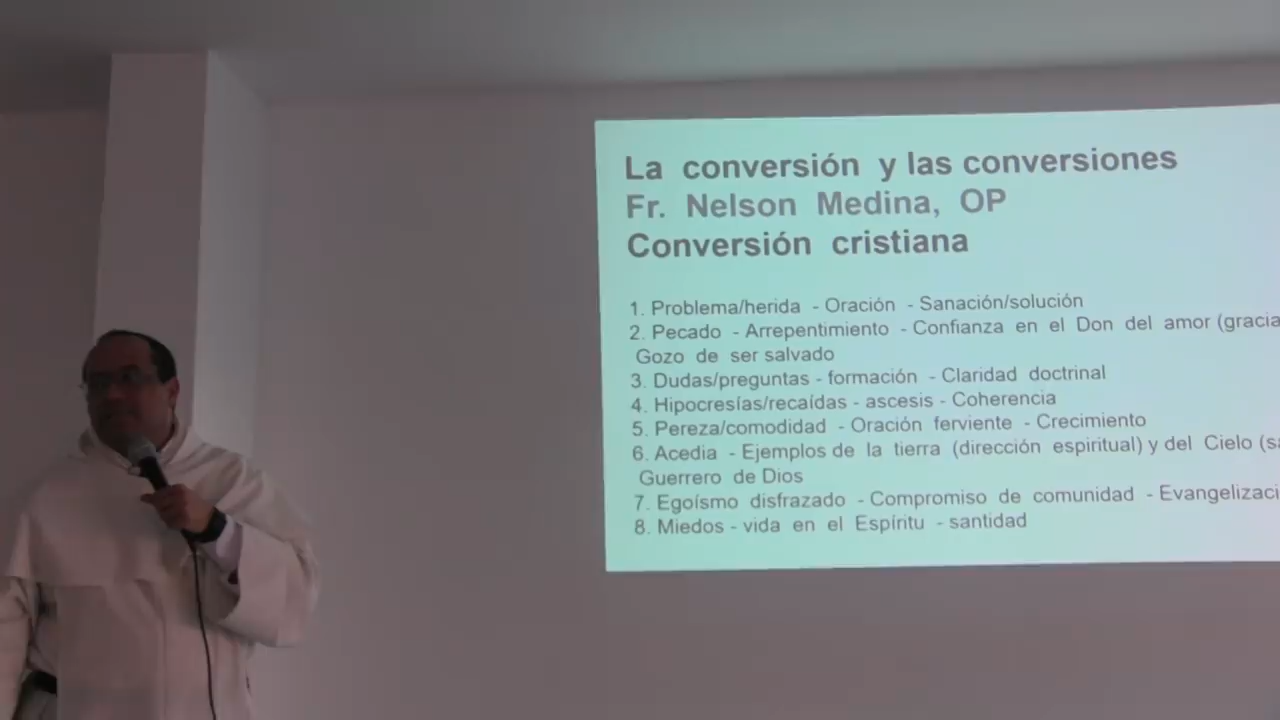 La conversión y las conversiones
Fr. Nelson Medina, OP
Conversión cristiana
1. Problema/herida - Oración - Sanación/solución
2. Pecado - Arrepentimiento - Confianza en el Don del amor (gracia
Gozo de ser salvado
3. Dudas/preguntas - formación - Claridad doctrinal
4. Hipocresías/recaídas - ascesis - Coherencia
5. Pereza/comodidad - Oración ferviente - Crecimiento
6. Acedia - Ejemplos de la tierra (dirección espiritual) y del Cielo (sa
Guerrero de Dios
7. Egoísmo disfrazado - Compromiso de comunidad - Evangelizaci
8. Miedos - vida en el Espíritu - santidad